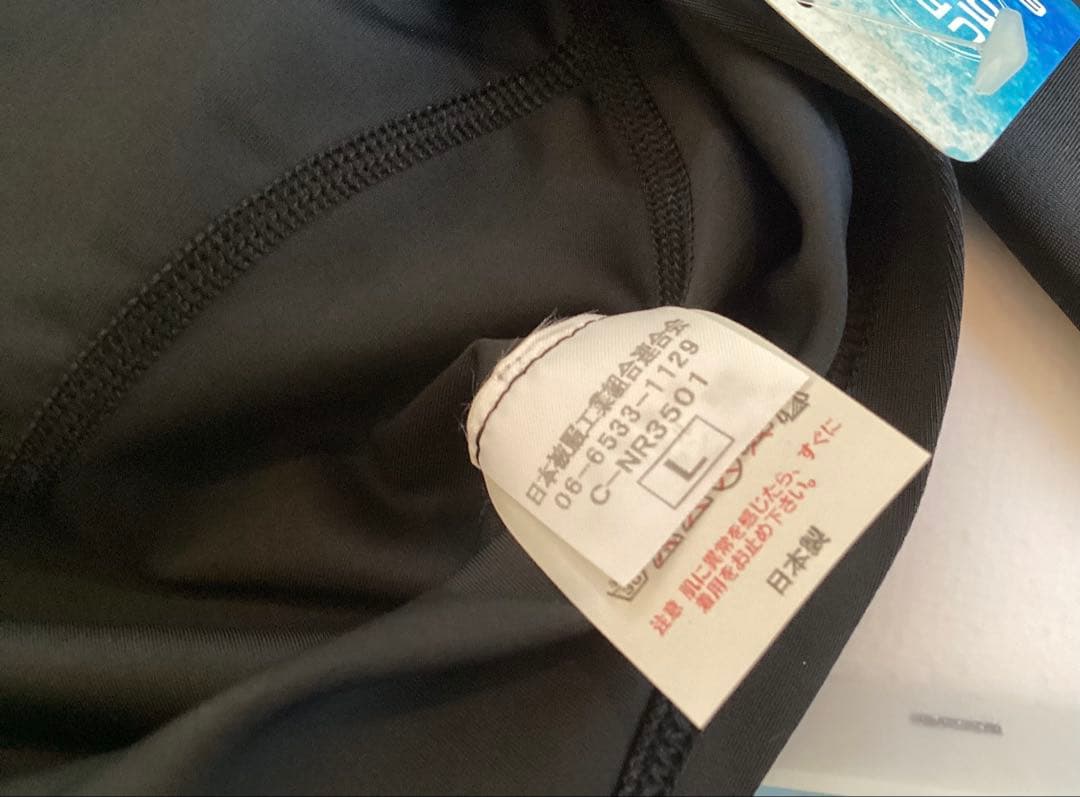 日本被服工業組合連合会
06-6533-1129
C-NR3501
L
注意 肌に異常を感じたら、すぐに
着用をお止め下さい。
日本製